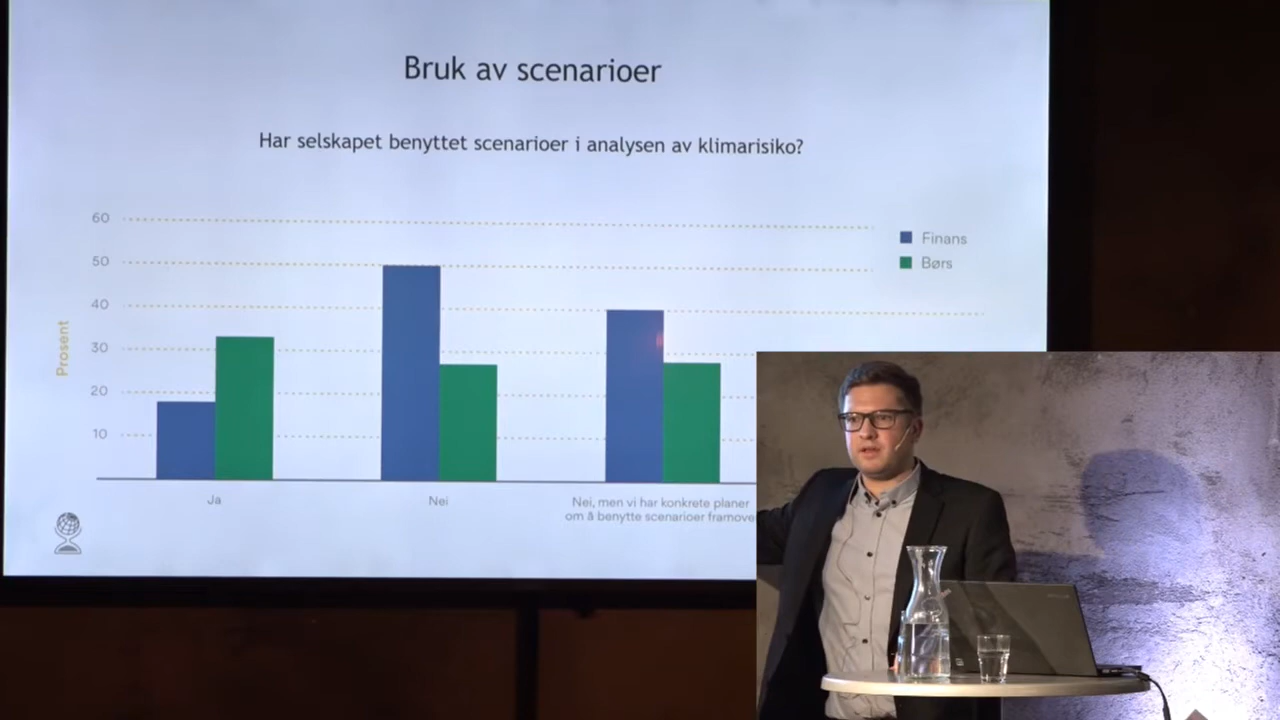 Bruk av scenarioer
Har selskapet benyttet scenarioer i analysen av klimarisiko?
60
50
40
30
20
10
Prosent
Finans
Børs
Ja
Nei
Nei, men vi har konkrete planer
om å benytte scenarioer framove